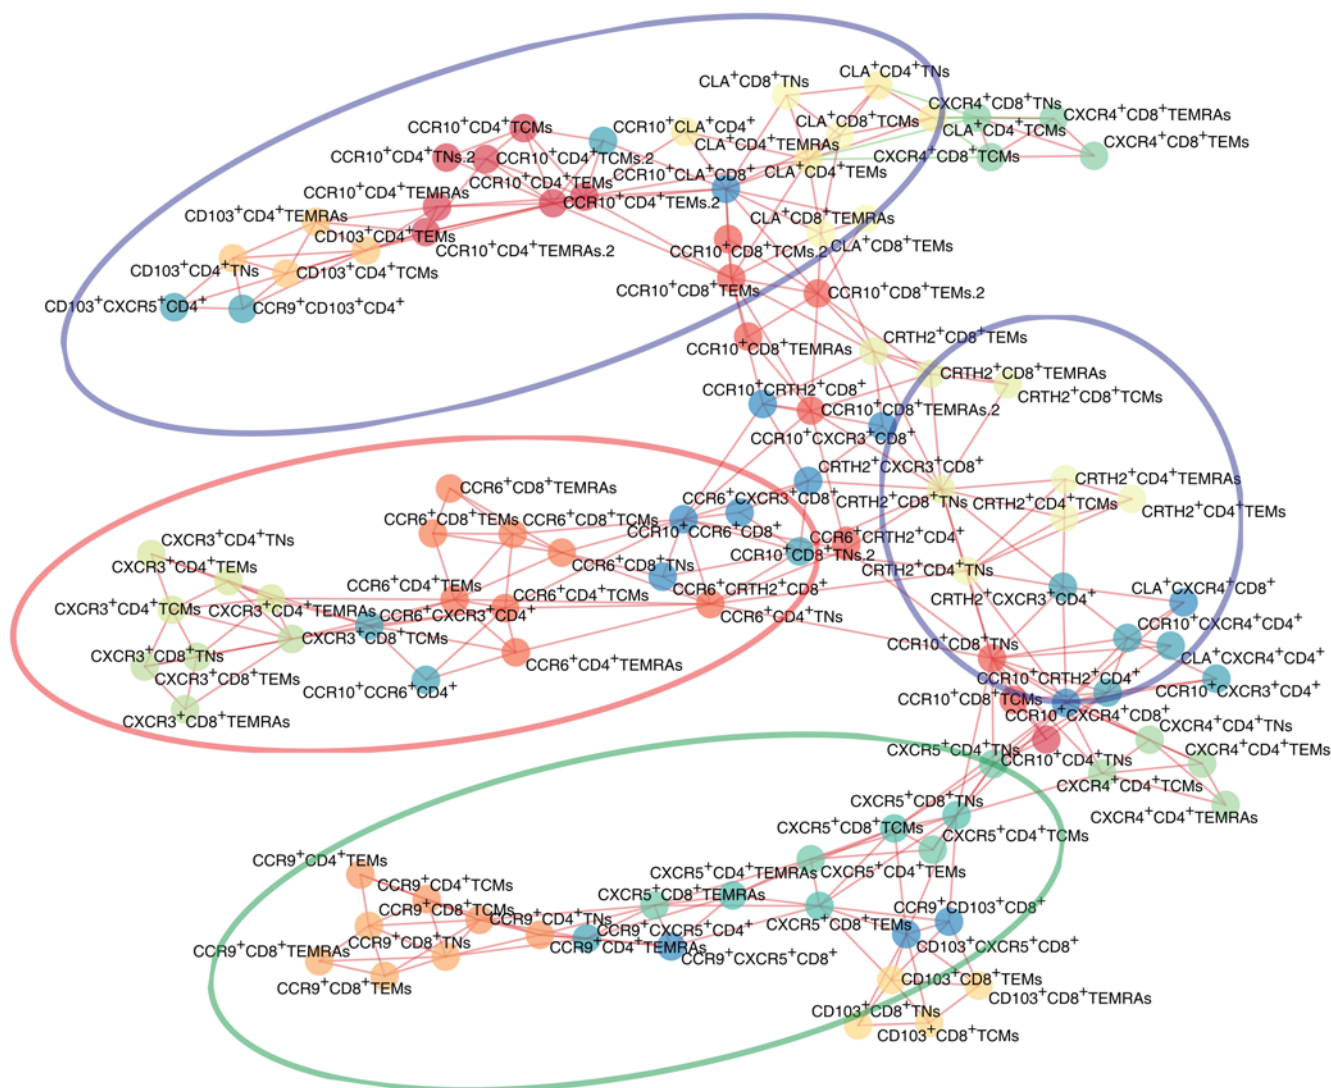 CLA⁺CD8⁺TNs
CLA⁺CD4⁺TNs
CXCR4⁺CD8⁺TNs
CXCR4⁺CD8⁺TEMRAs
CCR10⁺CD4⁺TCMs
CCR10⁺CLA⁺CD4⁺
CLA⁺CD8⁺TCMs
CLA⁺CD4⁺TCMs
CLA⁺CD4⁺TEMRAs
CXCR4⁺CD8⁺TEMs
CCR10⁺CD4⁺TNs.2
CCR10⁺CD4⁺TCMs.2
CXCR4⁺CD8⁺TCMs
CCR10⁺CLA⁺CD8⁺
CLA⁺CD4⁺TEMs
CCR10⁺CD4⁺TEMs
CCR10⁺CD4⁺TEMRAs
CCR10⁺CD4⁺TEMs.2
CD103⁺CD4⁺TEMRAs
CLA⁺CD8⁺TEMRAs
CD103⁺CD4⁺TEMs
CCR10⁺CD4⁺TEMRAs.2
CCR10⁺CD8⁺TCMs.2
CLA⁺CD8⁺TEMs
CD103⁺CD4⁺TNs
CD103⁺CD4⁺TCMs
CCR10⁺CD8⁺TEMs
CCR10⁺CD8⁺TEMs.2
CD103⁺CXCR5⁺CD4⁺
CCR9⁺CD103⁺CD4⁺
CRTH2⁺CD8⁺TEMs
CCR10⁺CD8⁺TEMRAs
CRTH2⁺CD8⁺TEMRAs
CCR10⁺CRTH2⁺CD8⁺
CRTH2⁺CD8⁺TCMs
CCR10⁺CD8⁺TEMRAs.2
CCR10⁺CXCR3⁺CD8⁺
CRTH2⁺CXCR3⁺CD8⁺
CCR6⁺CD8⁺TEMRAs
CCR6⁺CXCR3⁺CD8⁺
CRTH2⁺CD8⁺TNs
CRTH2⁺CD4⁺TCMs
CRTH2⁺CD4⁺TEMRAs
CRTH2⁺CD4⁺TEMs
CCR6⁺CD8⁺TEMs
CCR6⁺CD8⁺TCMs
CCR10⁺CCR6⁺CD8⁺
CCR6⁺CRTH2⁺CD4⁺
CXCR3⁺CD4⁺TNs
CCR10⁺CD8⁺TNs.2
CXCR3⁺CD4⁺TEMs
CCR6⁺CD8⁺TNs
CRTH2⁺CD4⁺TNs
CCR6⁺CD4⁺TEMs
CCR6⁺CD4⁺TCMs
CCR6⁺CRTH2⁺CD8⁺
CLA⁺CXCR4⁺CD8⁺
CXCR3⁺CD4⁺TCMs
CXCR3⁺CD4⁺TEMRAs
CCR6⁺CXCR3⁺CD4⁺
CCR6⁺CD4⁺TNs
CRTH2⁺CXCR3⁺CD4⁺
CCR10⁺CXCR4⁺CD4⁺
CXCR3⁺CD8⁺TCMs
CCR10⁺CD8⁺TNs
CXCR3⁺CD8⁺TNs
CCR6⁺CD4⁺TEMRAs
CLA⁺CXCR4⁺CD4⁺
CXCR3⁺CD8⁺TEMs
CCR10⁺CCR6⁺CD4⁺
CCR10⁺CRTH2⁺CD4⁺
CCR10⁺CXCR3⁺CD4⁺
CCR10⁺CD8⁺TCMs
CXCR3⁺CD8⁺TEMRAs
CCR10⁺CXCR4⁺CD8⁺
CXCR4⁺CD4⁺TNs
CXCR5⁺CD4⁺TNs
CCR10⁺CD4⁺TNs
CXCR4⁺CD4⁺TEMs
CXCR4⁺CD4⁺TCMs
CXCR5⁺CD8⁺TNs
CXCR4⁺CD4⁺TEMRAs
CXCR5⁺CD8⁺TCMs
CXCR5⁺CD4⁺TCMs
CCR9⁺CD4⁺TEMs
CXCR5⁺CD4⁺TEMRAs
CXCR5⁺CD4⁺TEMs
CCR9⁺CD4⁺TCMs
CXCR5⁺CD8⁺TEMRAs
CCR9⁺CD8⁺TCMs
CCR9⁺CD4⁺TNs
CCR9⁺CD103⁺CD8⁺
CCR9⁺CXCR5⁺CD4⁺
CXCR5⁺CD8⁺TEMs
CCR9⁺CD8⁺TEMRAs
CCR9⁺CD8⁺TNs
CCR9⁺CD4⁺TEMRAs
CCR9⁺CXCR5⁺CD8⁺
CD103⁺CXCR5⁺CD8⁺
CCR9⁺CD8⁺TEMs
CD103⁺CD8⁺TEMs
CD103⁺CD8⁺TEMRAs
CD103⁺CD8⁺TNs
CD103⁺CD8⁺TCMs